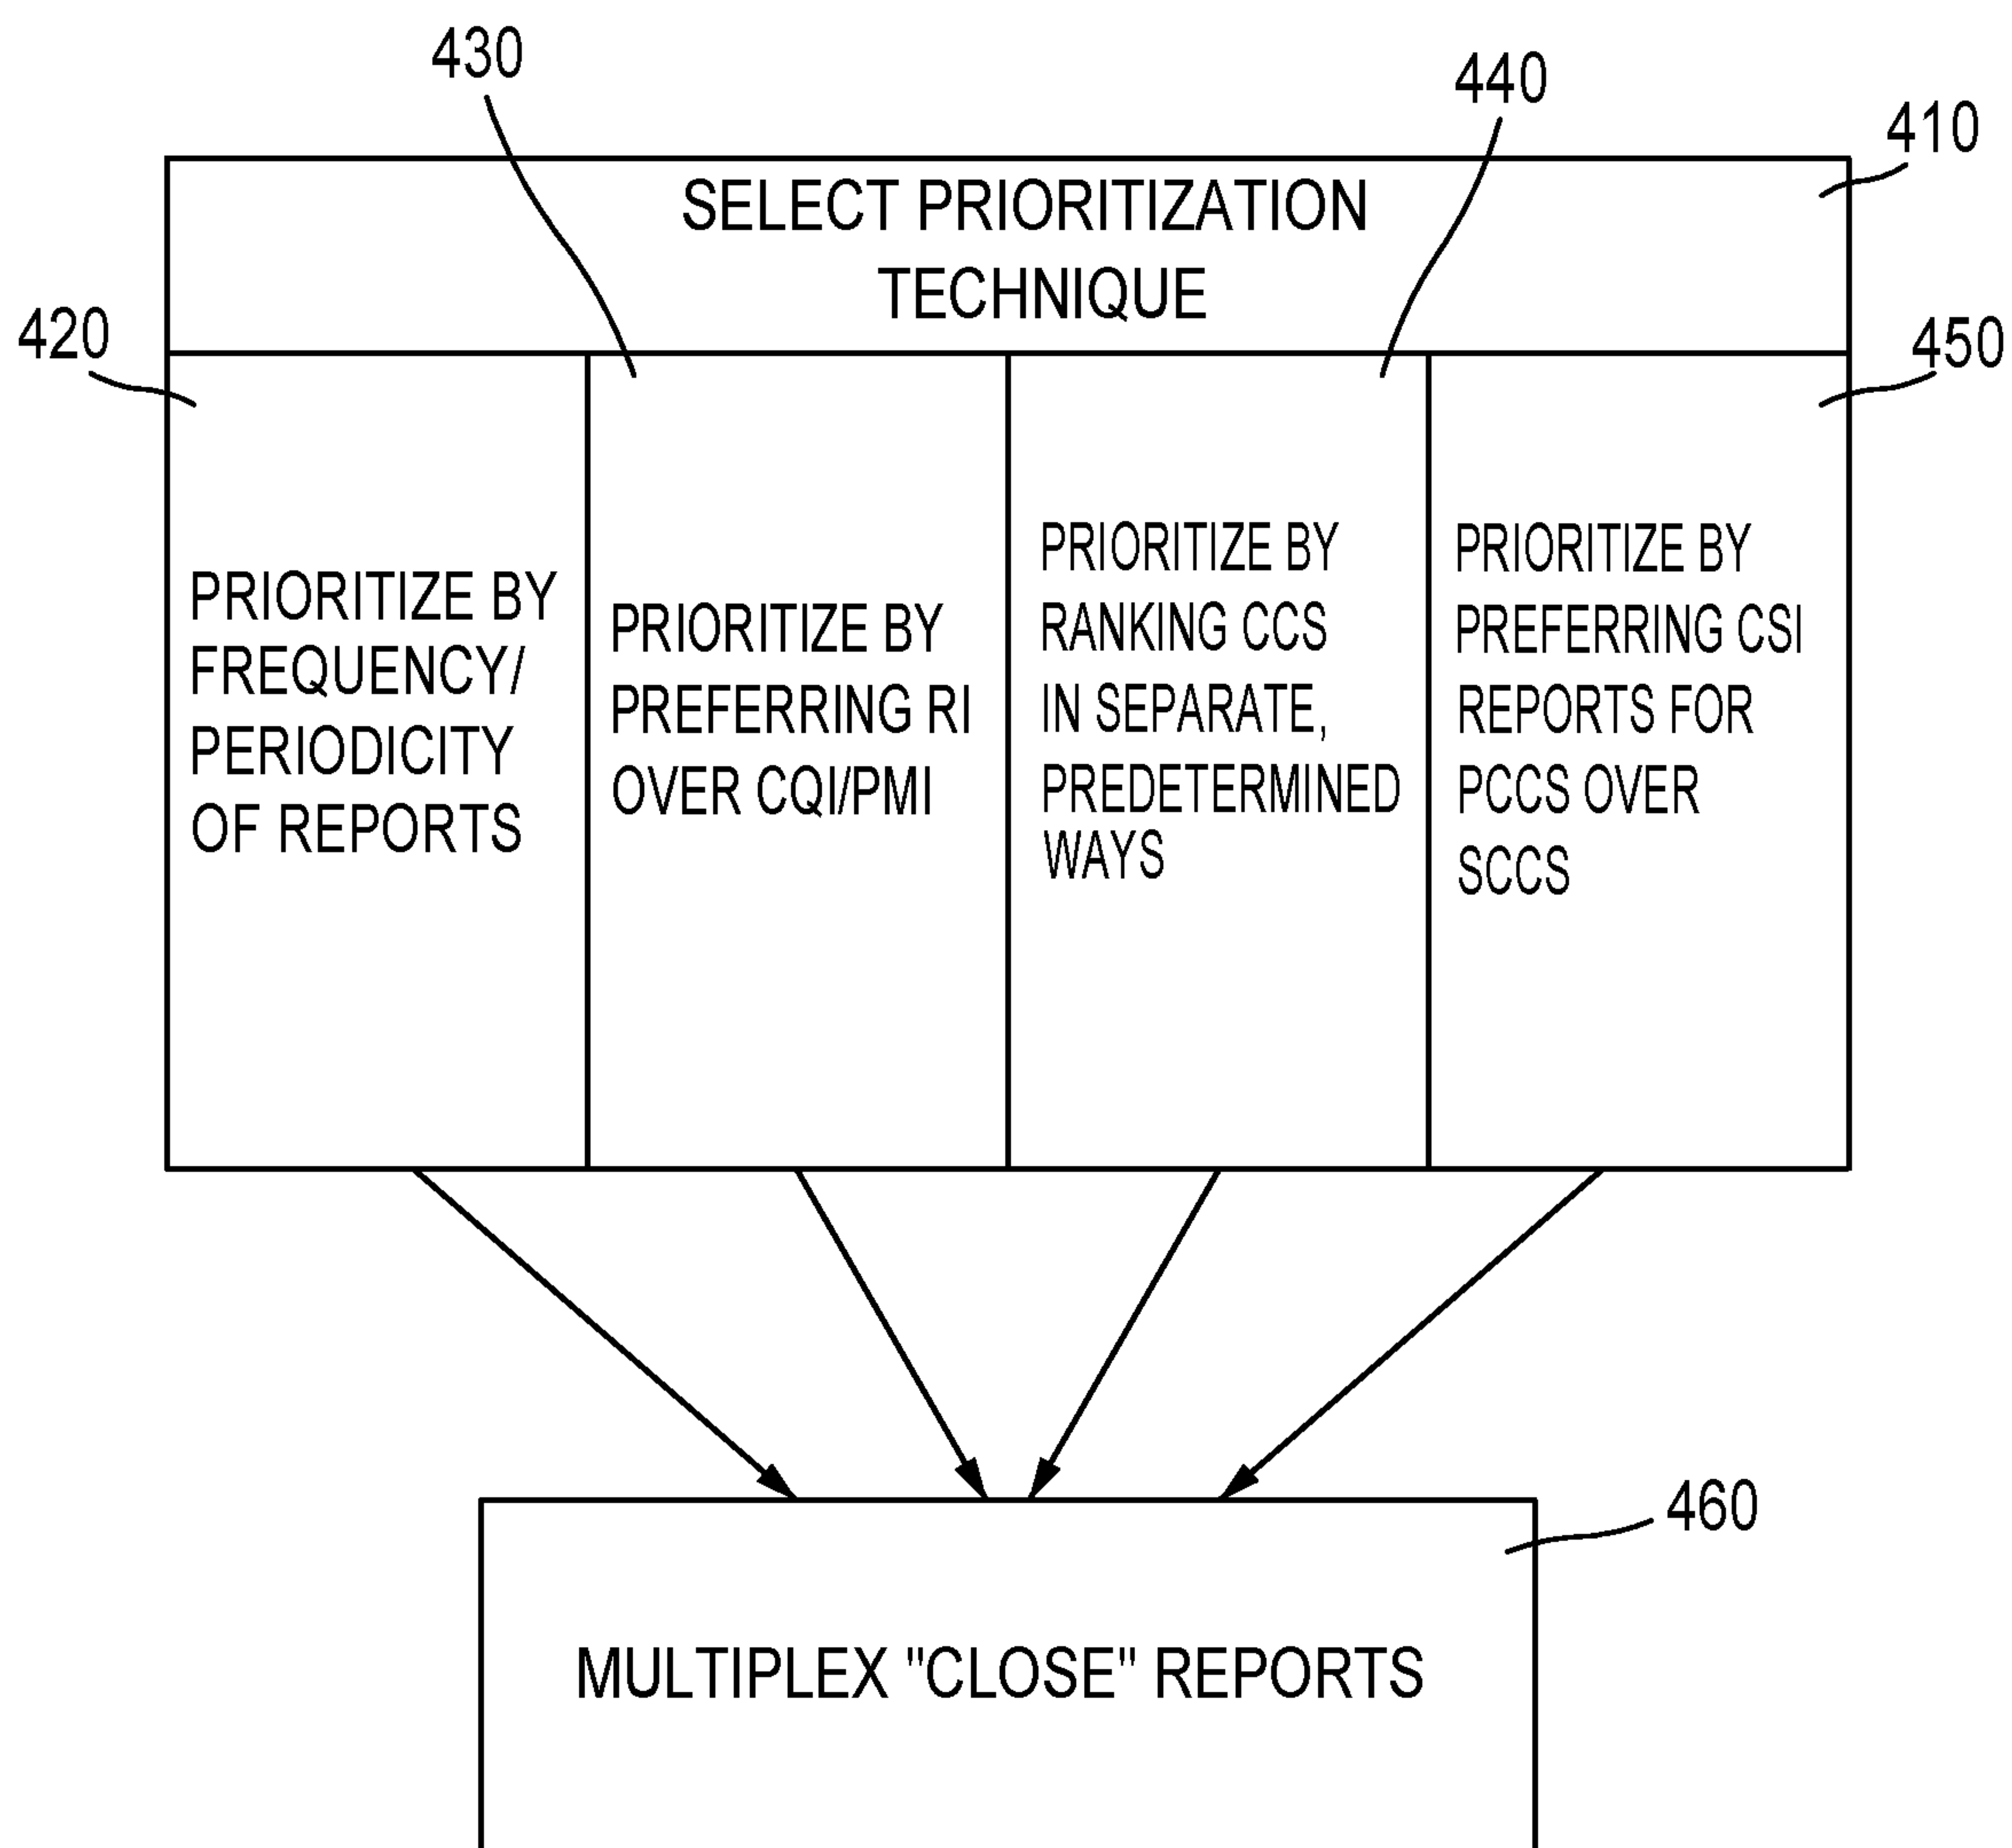 430
440
410
SELECT PRIORITIZATION
TECHNIQUE
420
450
PRIORITIZE BY
FREQUENCY/
PERIODICITY
OF REPORTS
PRIORITIZE BY
PREFERRING RI
OVER CQI/PMI
PRIORITIZE BY
RANKING CCS
IN SEPARATE,
PREDETERMINED
WAYS
PRIORITIZE BY
PREFERRING CSI
REPORTS FOR
PCCS OVER
SCCS
460
MULTIPLEX "CLOSE" REPORTS